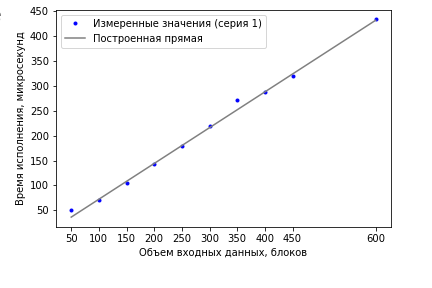 450
400
350
300
250
200
150
100
50
Время исполнения, микросекунд
Измеренные значения (серия 1)
Построенная прямая
50 100 150 200 250 300 350 400 450 600
Объем входных данных, блоков